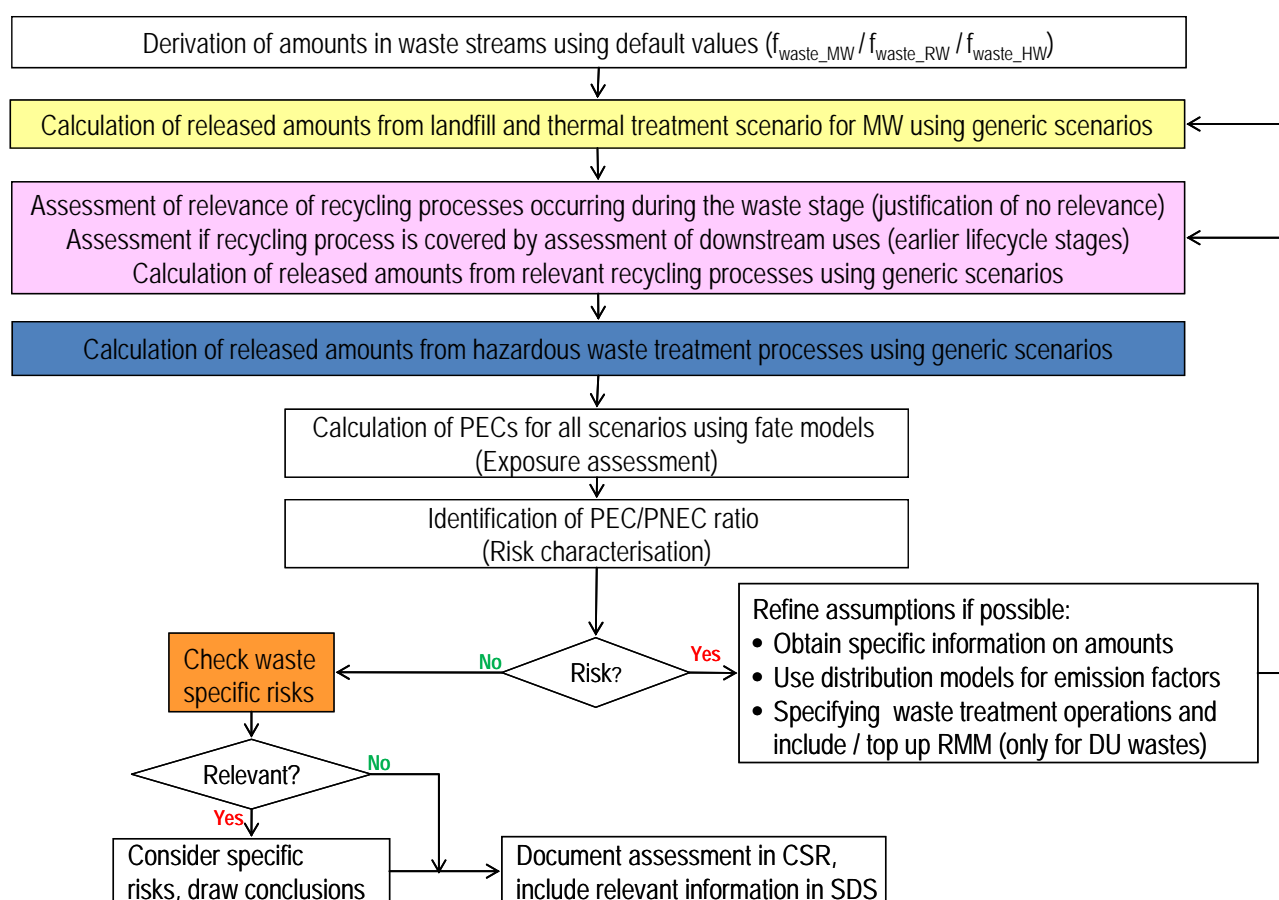 Derivation of amounts in waste streams using default values (fwaste_MW / fwaste_RW / fwaste_HW)
Calculation of released amounts from landfill and thermal treatment scenario for MW using generic scenarios
Assessment of relevance of recycling processes occurring during the waste stage (justification of no relevance)
Assessment if recycling process is covered by assessment of downstream uses (earlier lifecycle stages)
Calculation of released amounts from relevant recycling processes using generic scenarios
Calculation of released amounts from hazardous waste treatment processes using generic scenarios
Calculation of PECs for all scenarios using fate models
(Exposure assessment)
Identification of PEC/PNEC ratio
(Risk characterisation)
Risk?
Yes
Refine assumptions if possible:
• Obtain specific information on amounts
• Use distribution models for emission factors
• Specifying waste treatment operations and
include / top up RMM (only for DU wastes)
No
Check waste
specific risks
Relevant?
No
Yes
Consider specific
risks, draw conclusions
Document assessment in CSR,
include relevant information in SDS